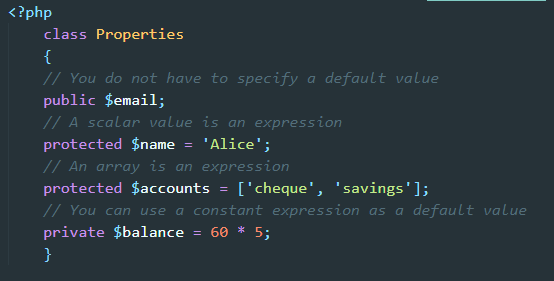 <?php
class Properties
{
// You do not have to specify a default value
public $email;
// A scalar value is an expression
protected $name = 'Alice';
// An array is an expression
protected $accounts = ['cheque', 'savings'];
// You can use a constant expression as a default value
private $balance = 60 * 5;
}